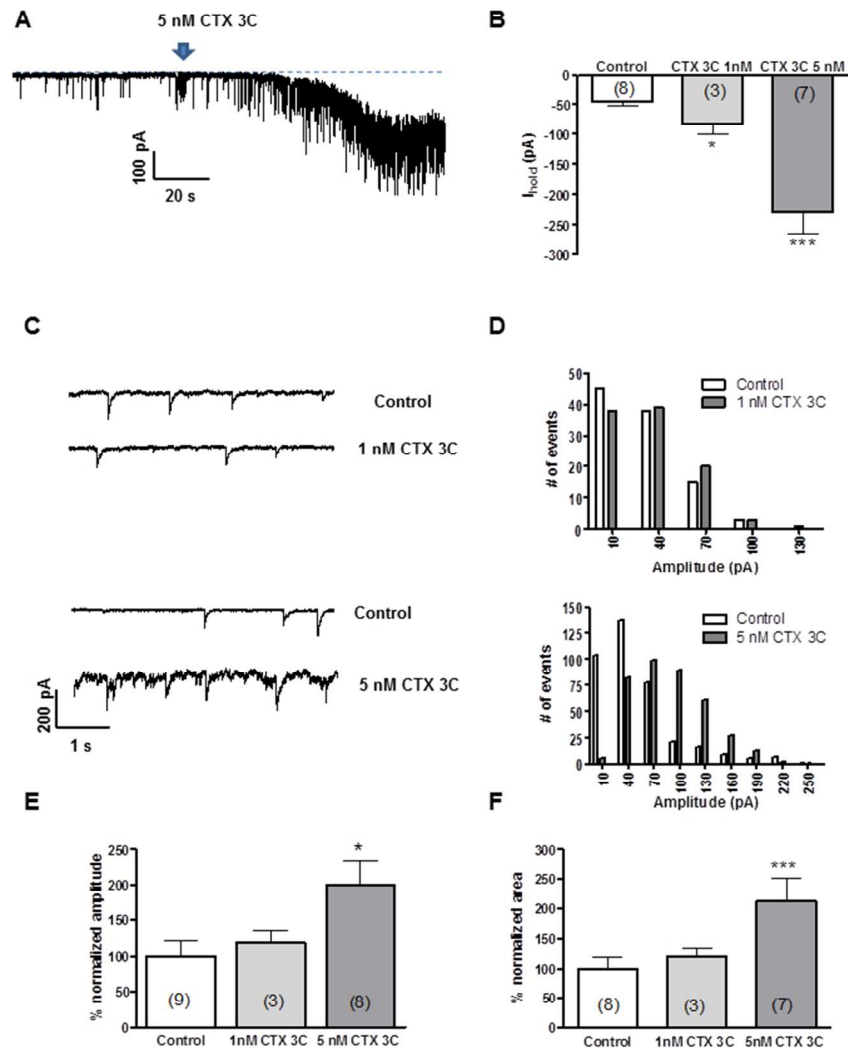 A
5 nM CTX 3C
100 pA
20 s
B
Control CTX 3C 1nM CTX 3C 5 nM
0
-50
-100
-150
-200
-250
-300
Ihold (pA)
(8) (3) (7)
*
***
C
Control
1 nM CTX 3C
Control
5 nM CTX 3C
200 pA
1 s
D
50
40
30
20
10
0
# of events
Control
1 nM CTX 3C
10 40 70 100 130
Amplitude (pA)
150
125
100
75
50
25
0
# of events
Control
5 nM CTX 3C
10 40 70 100 130 160 190 220 250
Amplitude (pA)
E
250
200
150
100
50
0
% normalized amplitude
*
(9) (3) (8)
Control 1nM CTX 3C 5 nM CTX 3C
F
300
250
200
150
100
50
0
% normalized area
***
(8) (3) (7)
Control 1nM CTX 3C 5nM CTX 3C